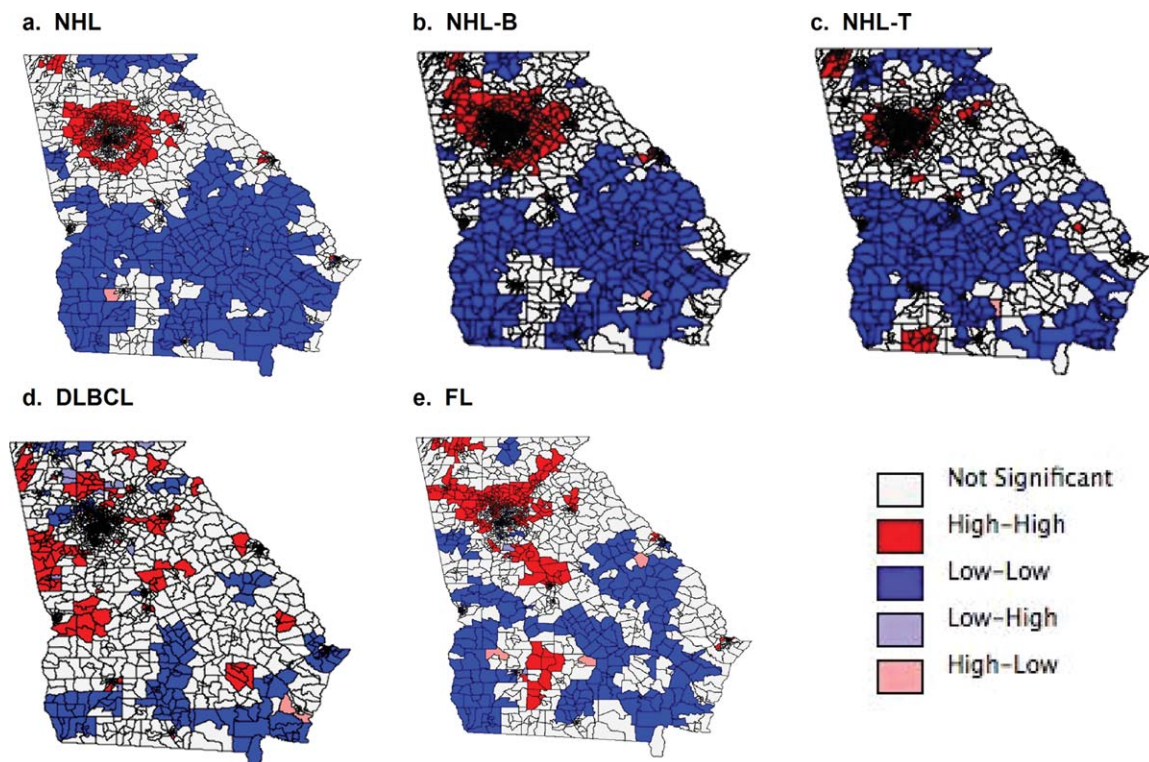 a. NHL
b. NHL-B
c. NHL-T
d. DLBCL
e. FL
Not Significant
High-High
Low-Low
Low-High
High-Low